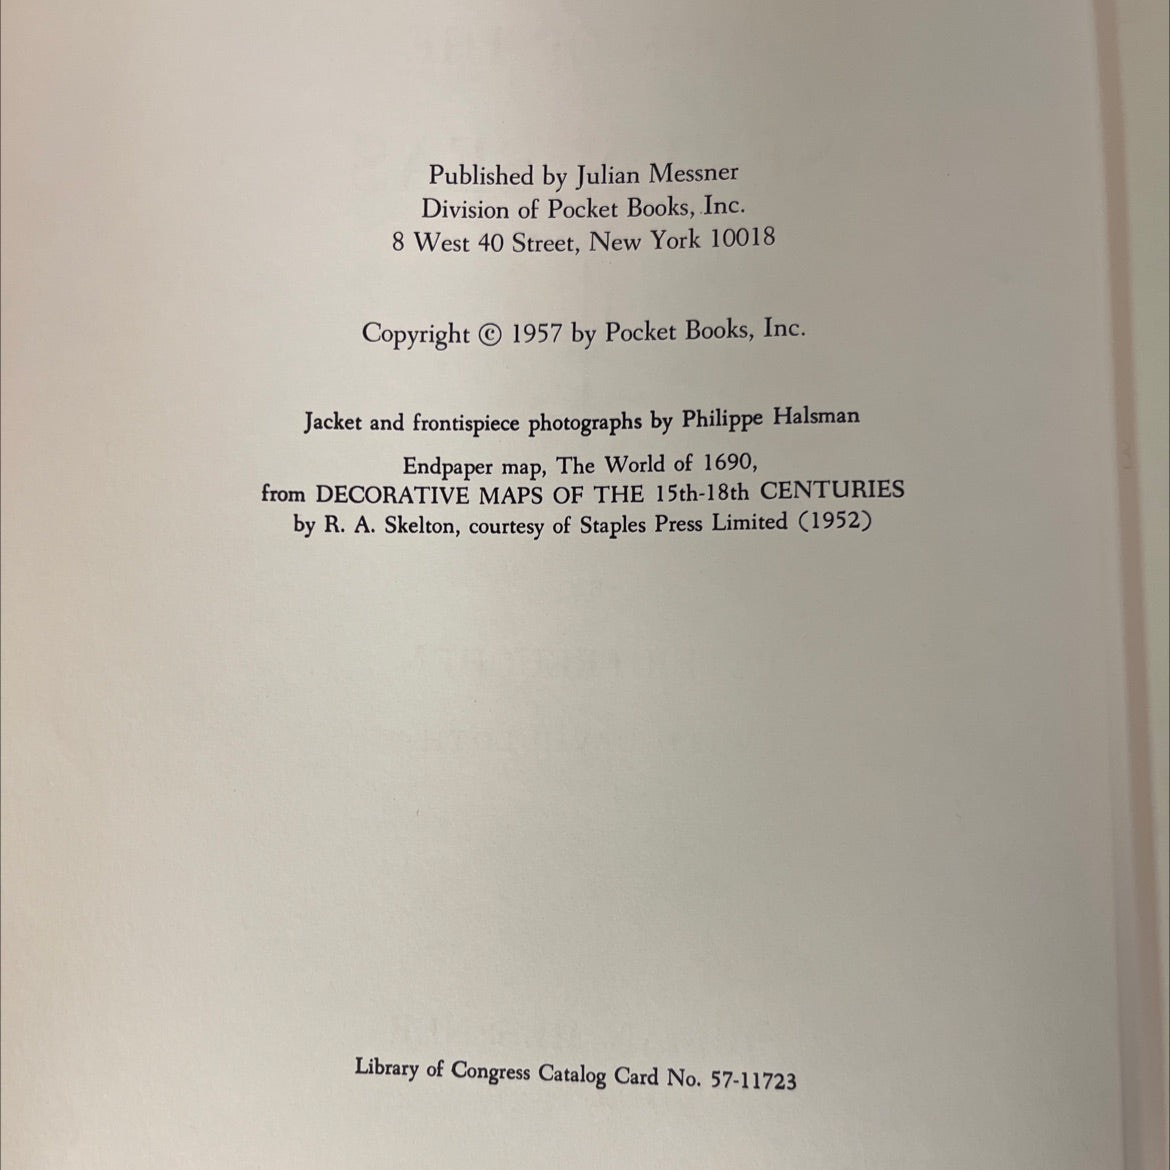 Published by Julian Messner
Division of Pocket Books, Inc.
8 West 40 Street, New York 10018
Copyright © 1957 by Pocket Books, Inc.
Jacket and frontispiece photographs by Philippe Halsman
Endpaper map, The World of 1690,
from DECORATIVE MAPS OF THE 15th-18th CENTURIES
by R. A. Skelton, courtesy of Staples Press Limited (1952)
Library of Congress Catalog Card No. 57-11723